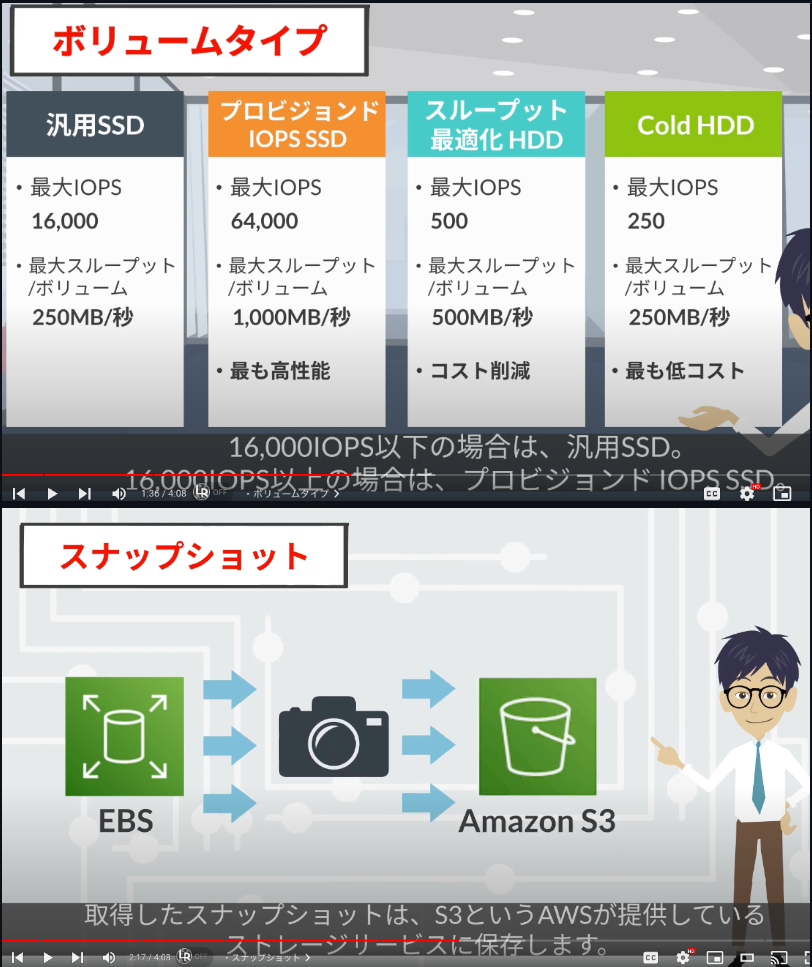 ボリュームタイプ
汎用SSD
・最大IOPS
16,000
・最大スループット
/ボリューム
250MB/秒
プロビジョンド
IOPS SSD
・最大IOPS
64,000
・最大スループット
/ボリューム
1,000MB/秒
・最も高性能
スループット
最適化 HDD
・最大IOPS
500
・最大スループット
/ボリューム
500MB/秒
・コスト削減
Cold HDD
・最大IOPS
250
・最大スループット
/ボリューム
250MB/秒
・最も低コスト
16,000IOPS以下の場合は、汎用SSD。
16,000IOPS以上の場合は、プロビジョンド IOPS SSD。
1:36 / 4:08
LR OFF
・ボリュームタイプ
CC
HD
スナップショット
EBS
Amazon S3
取得したスナップショットは、S3というAWSが提供している
ストレージサービスに保存します。
2:17 / 4:08
LR OFF
・スナップショット
CC
HD